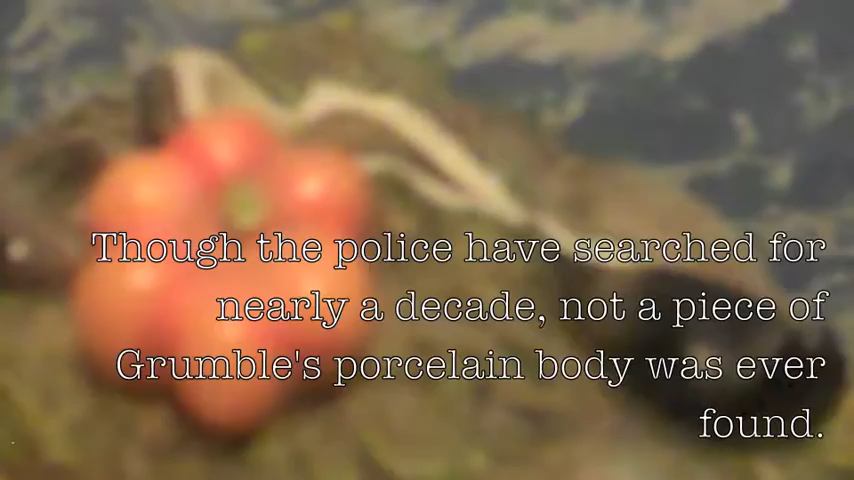 Though the police have searched for
nearly a decade, not a piece of
Grumble's porcelain body was ever
found.